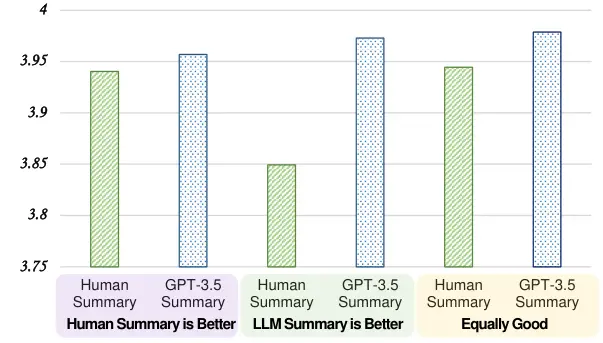 4
3.95
3.9
3.85
3.8
3.75
Human GPT-3.5 Human GPT-3.5 Human GPT-3.5
Summary Summary Summary Summary Summary Summary
Human Summary is Better LLM Summary is Better Equally Good